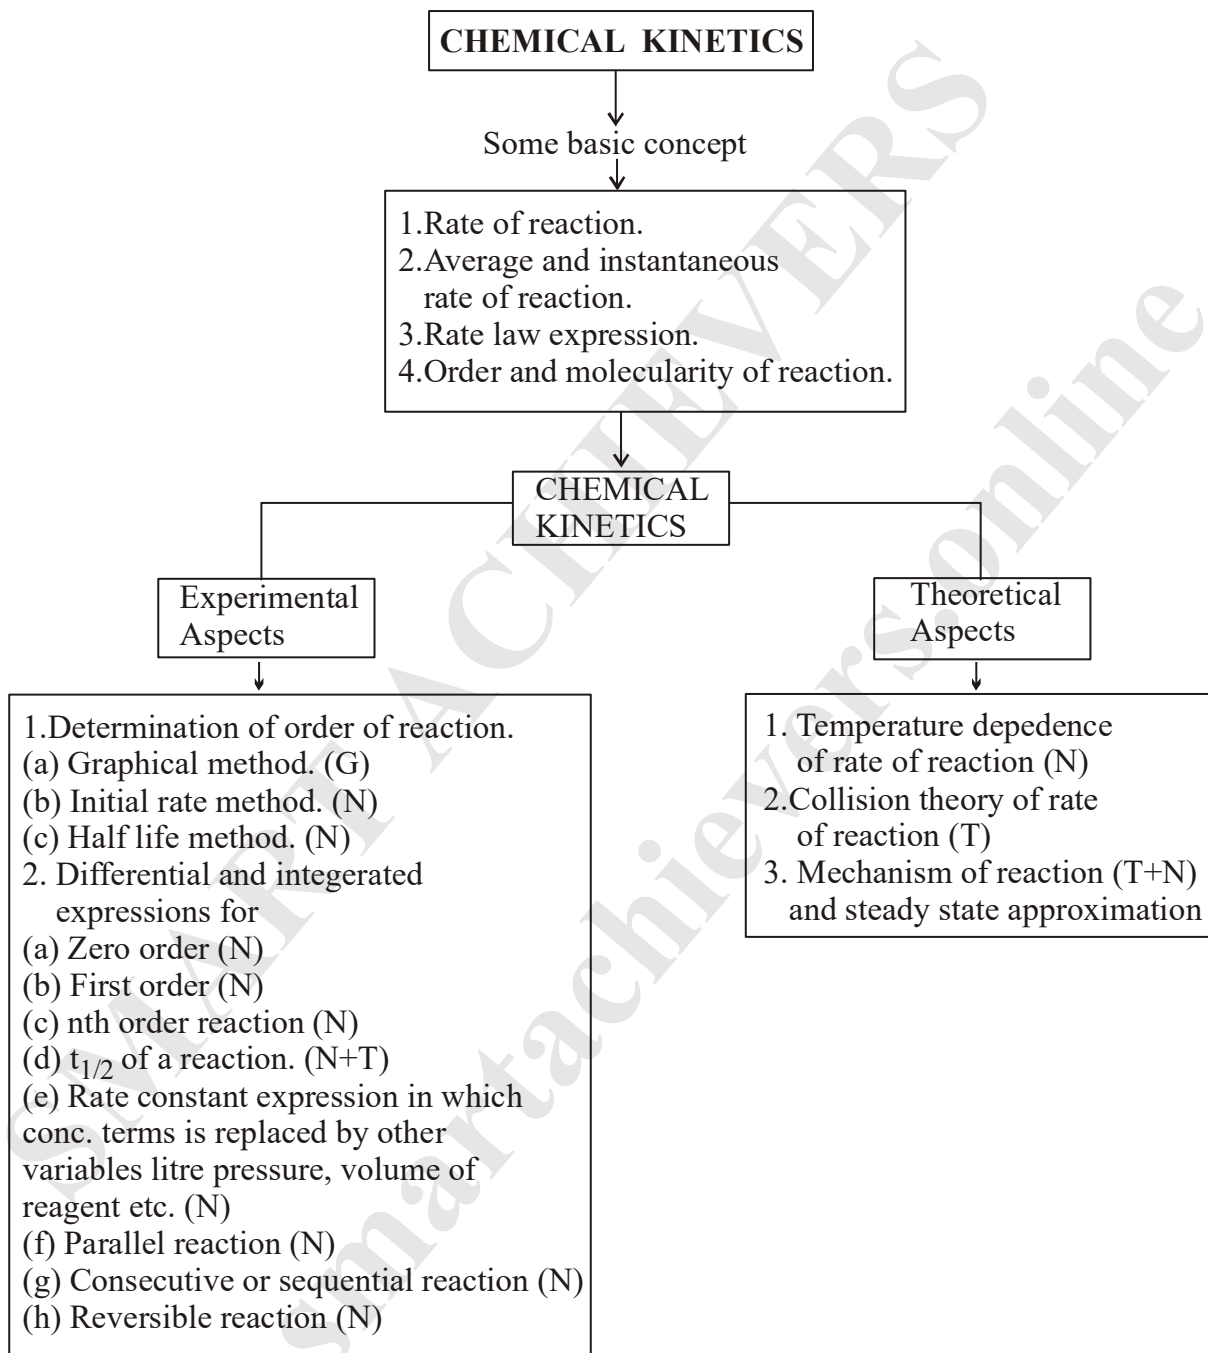 CHEMICAL KINETICS
Some basic concept
1.Rate of reaction.
2.Average and instantaneous
rate of reaction.
3.Rate law expression.
4.Order and molecularity of reaction.
CHEMICAL
KINETICS
Experimental
Aspects
1.Determination of order of reaction.
(a) Graphical method. (G)
(b) Initial rate method. (N)
(c) Half life method. (N)
2. Differential and integerated
expressions for
(a) Zero order (N)
(b) First order (N)
(c) nth order reaction (N)
(d) t1/2 of a reaction. (N+T)
(e) Rate constant expression in which
conc. terms is replaced by other
variables litre pressure, volume of
reagent etc. (N)
(f) Parallel reaction (N)
(g) Consecutive or sequential reaction (N)
(h) Reversible reaction (N)
Theoretical
Aspects
1. Temperature depedence
of rate of reaction (N)
2.Collision theory of rate
of reaction (T)
3. Mechanism of reaction (T+N)
and steady state approximation
SMART ACHIEVERS
smartachievers.online